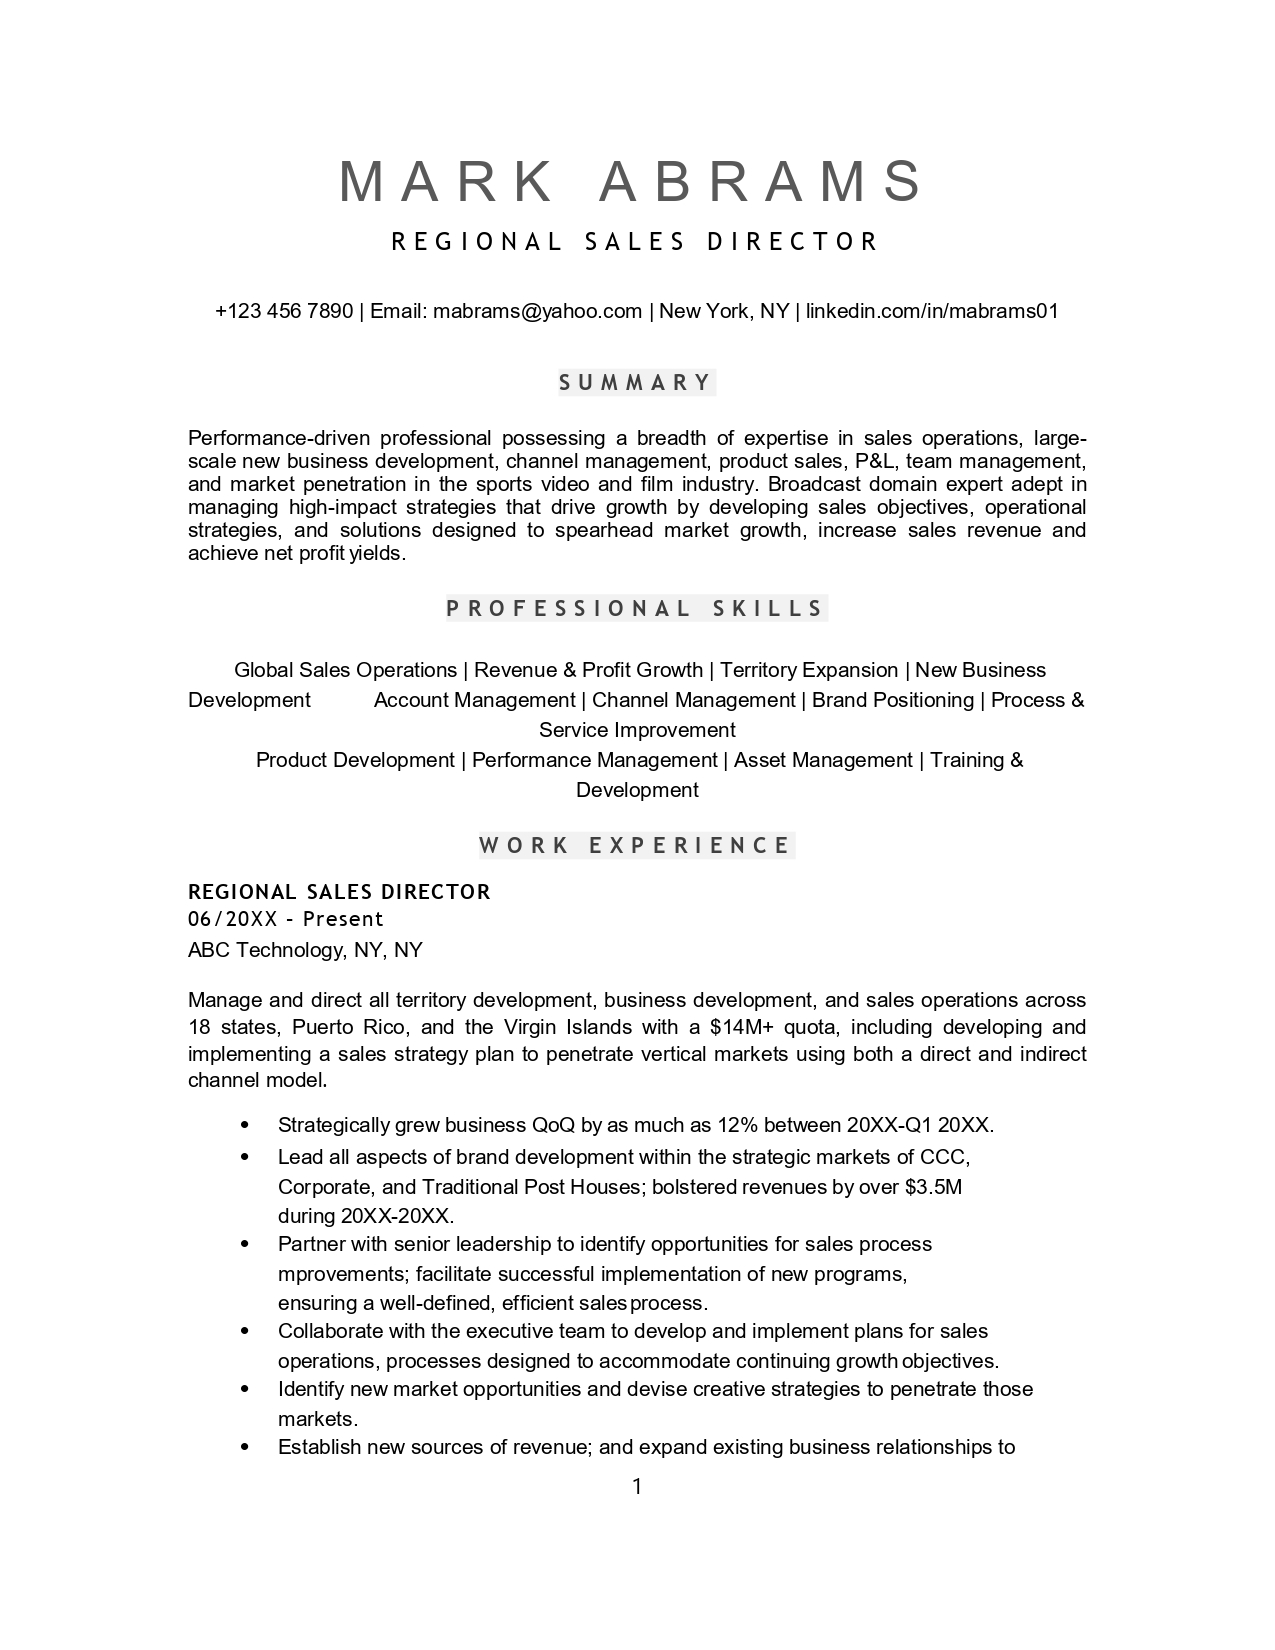 MARK ABRAMS
REGIONAL SALES DIRECTOR
+123 456 7890 | Email: mabrams@yahoo.com | New York, NY | linkedin.com/in/mabrams01
SUMMARY
Performance-driven professional possessing a breadth of expertise in sales operations, large-
scale new business development, channel management, product sales, P&L, team management,
and market penetration in the sports video and film industry. Broadcast domain expert adept in
managing high-impact strategies that drive growth by developing sales objectives, operational
strategies, and solutions designed to spearhead market growth, increase sales revenue and
achieve net profit yields.
PROFESSIONAL SKILLS
Global Sales Operations | Revenue & Profit Growth | Territory Expansion | New Business
Development Account Management | Channel Management | Brand Positioning | Process &
Service Improvement
Product Development | Performance Management | Asset Management | Training &
Development
WORK EXPERIENCE
REGIONAL SALES DIRECTOR
06/20XX – Present
ABC Technology, NY, NY
Manage and direct all territory development, business development, and sales operations across
18 states, Puerto Rico, and the Virgin Islands with a $14M+ quota, including developing and
implementing a sales strategy plan to penetrate vertical markets using both a direct and indirect
channel model.
• Strategically grew business QoQ by as much as 12% between 20XX-Q1 20XX.
• Lead all aspects of brand development within the strategic markets of CCC,
Corporate, and Traditional Post Houses; bolstered revenues by over $3.5M
during 20XX-20XX.
• Partner with senior leadership to identify opportunities for sales process
mprovements; facilitate successful implementation of new programs,
ensuring a well-defined, efficient sales process.
• Collaborate with the executive team to develop and implement plans for sales
operations, processes designed to accommodate continuing growth objectives.
• Identify new market opportunities and devise creative strategies to penetrate those
markets.
• Establish new sources of revenue; and expand existing business relationships to
1